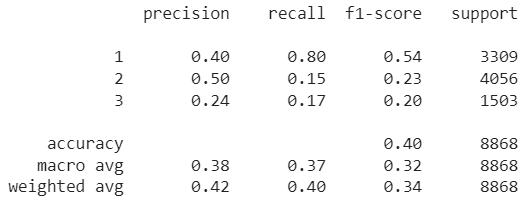 precision recall f1-score support
1 0.40 0.80 0.54 3309
2 0.50 0.15 0.23 4056
3 0.24 0.17 0.20 1503
accuracy 0.40 8868
macro avg 0.38 0.37 0.32 8868
weighted avg 0.42 0.40 0.34 8868